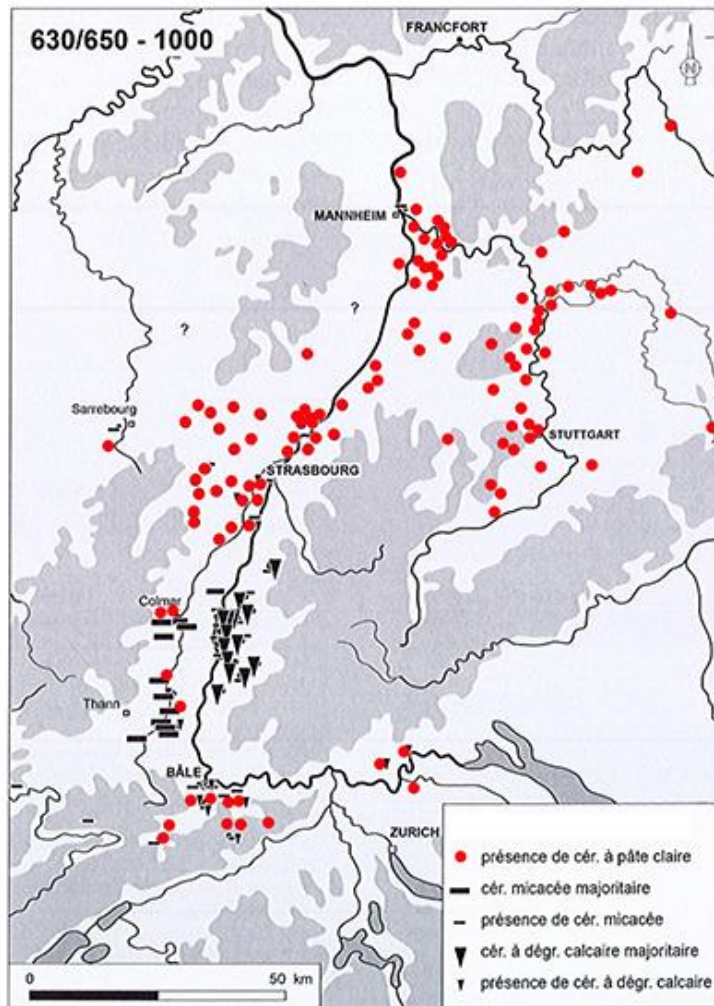 630/650 - 1000
FRANCFORT
N
MANNHEIM
?
?
Sarrebourg
STUTTGART
STRASBOURG
Colmar
Thann
BÂLE
ZURICH
présence de cér. à pâte claire
cér. micacée majoritaire
présence de cér. micacée
cér. à dégr. calcaire majoritaire
présence de cér. à dégr. calcaire
0 50 km